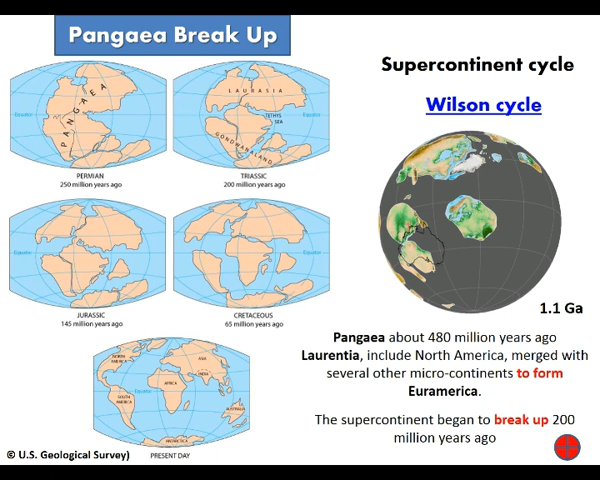 Pangaea Break Up
Supercontinent cycle
Wilson cycle
PANGAEA
Equator
PERMIAN
250 million years ago
LAURASIA
TETHYS
SEA
Equator
GONDWANALAND
TRIASSIC
200 million years ago
Equator
JURASSIC
145 million years ago
Equator
CRETACEOUS
65 million years ago
NORTH
AMERICA
ASIA
AFRICA
INDIA
SOUTH
AMERICA
Equator
AUSTRALIA
ANTARCTICA
PRESENT DAY
© U.S. Geological Survey)
1.1 Ga
Pangaea about 480 million years ago
Laurentia, include North America, merged with
several other micro-continents to form
Euramerica.
The supercontinent began to break up 200
million years ago